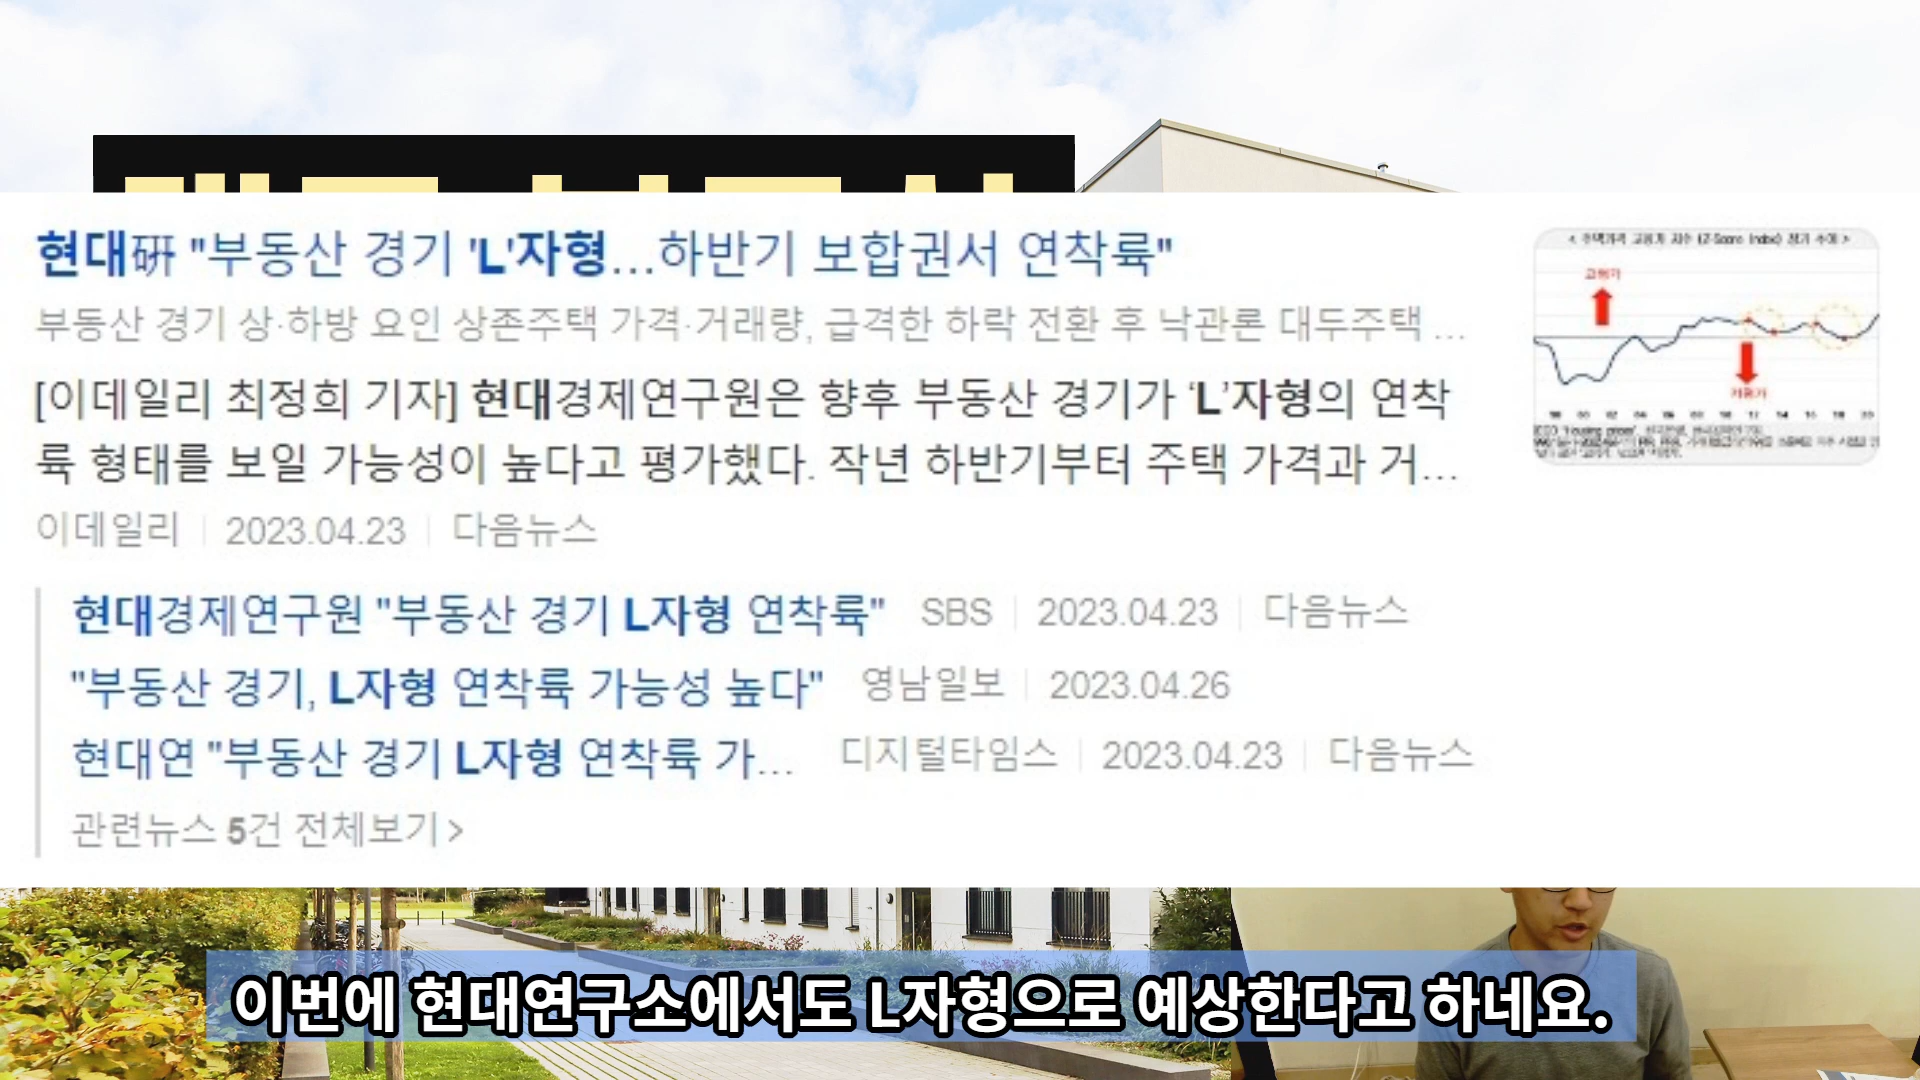 현대硏 "부동산 경기 'L'자형...하반기 보합권서 연착륙"
부동산 경기 상·하방 요인 상존주택 가격·거래량, 급격한 하락 전환 후 낙관론 대두주택 ...
[이데일리 최정희 기자] 현대경제연구원은 향후 부동산 경기가 ‘L’자형의 연착
륙 형태를 보일 가능성이 높다고 평가했다. 작년 하반기부터 주택 가격과 거...
이데일리 | 2023.04.23 | 다음뉴스
현대경제연구원 "부동산 경기 L자형 연착륙" SBS | 2023.04.23 | 다음뉴스
"부동산 경기, L자형 연착륙 가능성 높다" 영남일보 | 2023.04.26
현대연 "부동산 경기 L자형 연착륙 가... 디지털타임스 | 2023.04.23 | 다음뉴스
관련뉴스 5건 전체보기 >
고평가
저평가
이번에 현대연구소에서도 L자형으로 예상한다고 하네요.